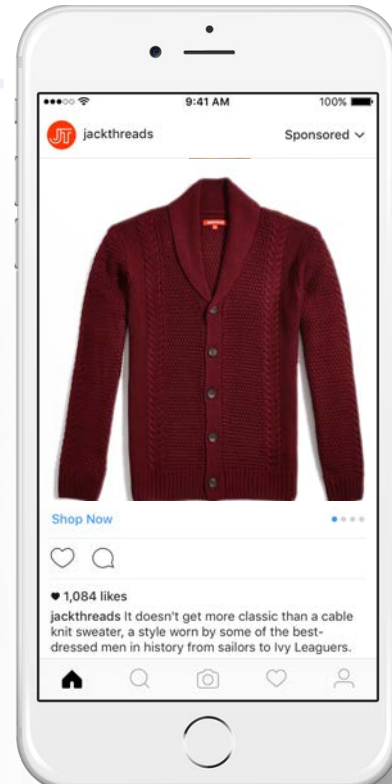 9:41 AM
100%
JT
jackthreads
Sponsored
Shop Now
1,084 likes
jackthreads It doesn't get more classic than a cable
knit sweater, a style worn by some of the best-
dressed men in history from sailors to Ivy Leaguers.